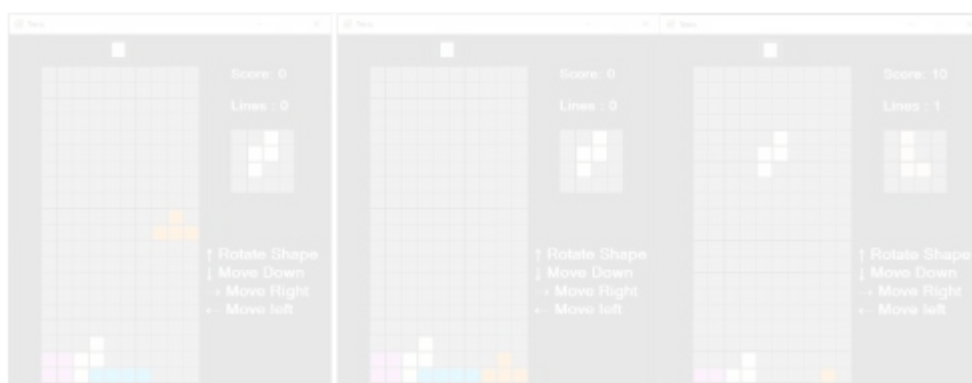 Score: 0
Lines : 0
↑ Rotate Shape
↓ Move Down
→ Move Right
← Move left
Score: 0
Lines : 0
↑ Rotate Shape
↓ Move Down
→ Move Right
← Move left
Score: 10
Lines : 1
↑ Rotate Shape
↓ Move Down
→ Move Right
← Move left